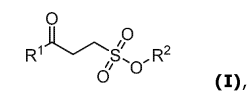 O
R¹ S O O O R² (I),